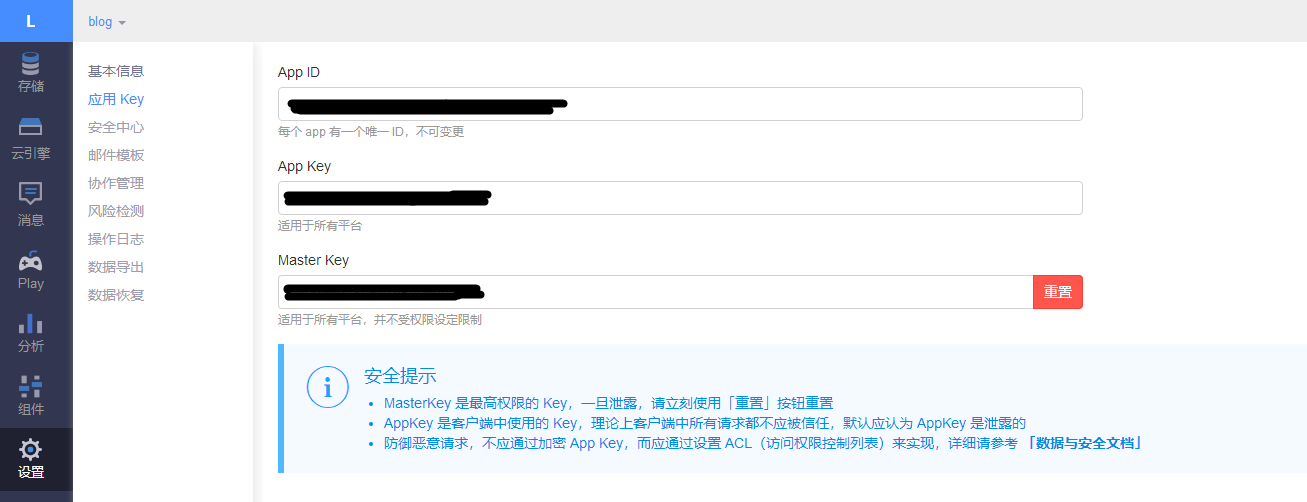 L
blog
存储
云引擎
消息
Play
分析
组件
设置
基本信息
应用 Key
安全中心
邮件模板
协作管理
风险检测
操作日志
数据导出
数据恢复
App ID
每个 app 有一个唯一 ID，不可变更
App Key
适用于所有平台
Master Key
重置
适用于所有平台，并不受权限设定限制
安全提示
MasterKey 是最高权限的 Key，一旦泄露，请立刻使用「重置」按钮重置
AppKey 是客户端中使用的 Key，理论上客户端中所有请求都不应被信任，默认应认为 AppKey 是泄露的
防御恶意请求，不应通过加密 App Key，而应通过设置 ACL（访问权限控制列表）来实现，详细请参考 「数据与安全文档」